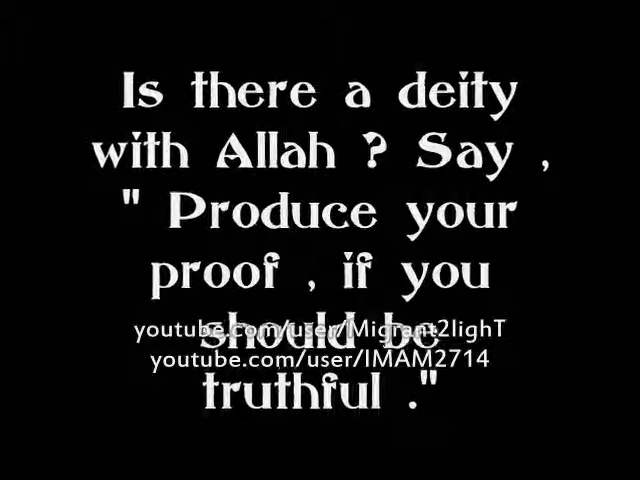 Is there a deity
with Allah ? Say ,
" Produce your
proof , if you
should be
youtube.com/user/Migrant2lighT
youtube.com/user/IMAM2714
truthful ."